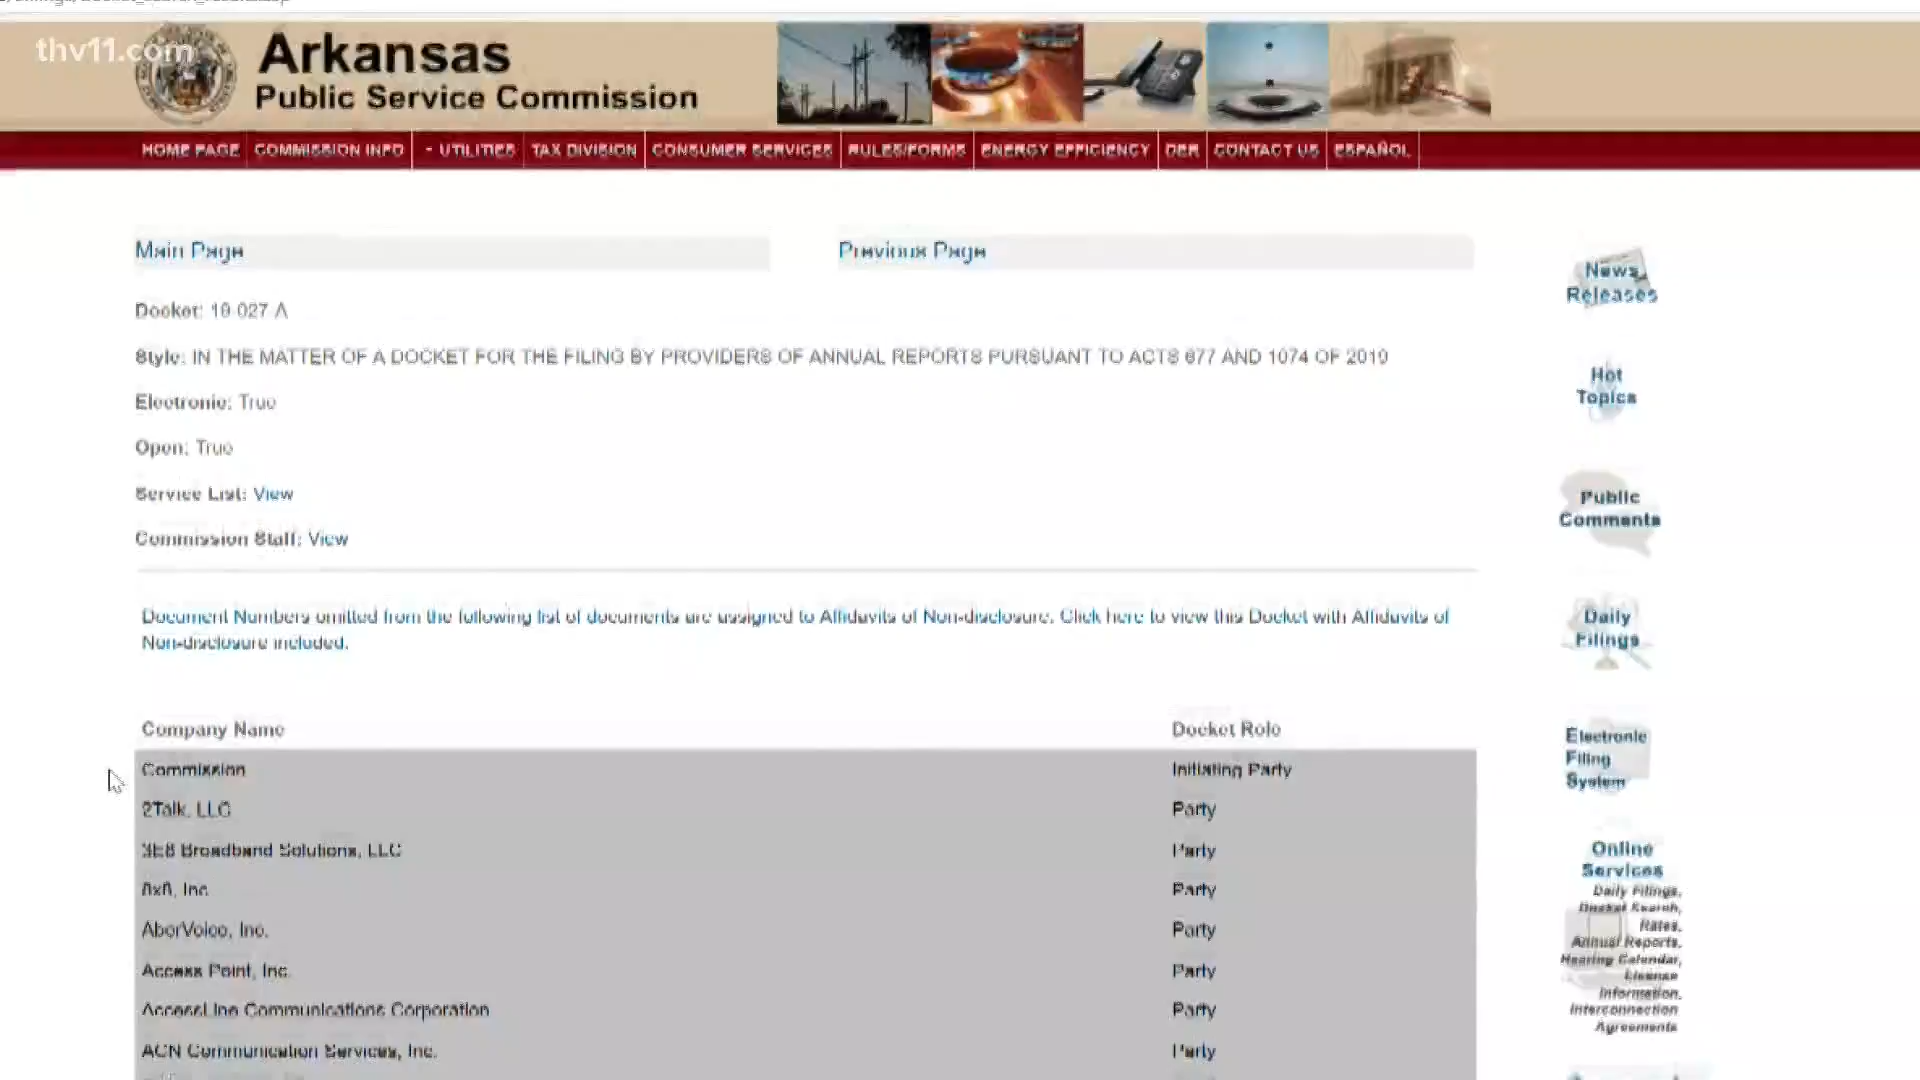 thv11.com
Arkansas
Public Service Commission
HOME PAGE COMMISSION INFO - UTILITIES TAX DIVISION CONSUMER SERVICES RULES/FORMS ENERGY EFFICIENCY DER CONTACT US ESPAÑOL
Main Page Previous Page
News
Releases
Docket: 19-027-A
Style: IN THE MATTER OF A DOCKET FOR THE FILING BY PROVIDERS OF ANNUAL REPORTS PURSUANT TO ACTS 677 AND 1074 OF 2019
Hot
Topics
Electronic: True
Open: True
Service List: View
Public
Comments
Commission Staff: View
Document Numbers omitted from the following list of documents are assigned to Affidavits of Non-disclosure. Click here to view this Docket with Affidavits of
Non-disclosure included.
Daily
Filings
Company Name Docket Role
Electronic
Filing
System
Commission Initiating Party
2Talk, LLC Party
Broadband Solutions, LLC Party
8x8, Inc. Party
AborVoice, Inc. Party
Access Point, Inc. Party
AccessLine Communications Corporation Party
ACN Communication Services, Inc. Party
Online
Services
Daily Filings,
Docket Search,
Rates,
Annual Reports,
Hearing Calendar,
License
Information,
Interconnection
Agreements